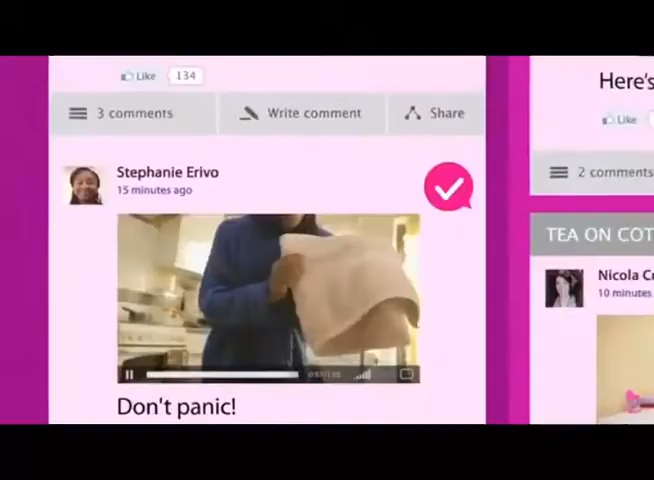 Like 134
3 comments Write comment Share
Stephanie Erivo
15 minutes ago
Don't panic!
Here's
Like
2 comments
TEA ON COT
Nicola Cr
10 minutes